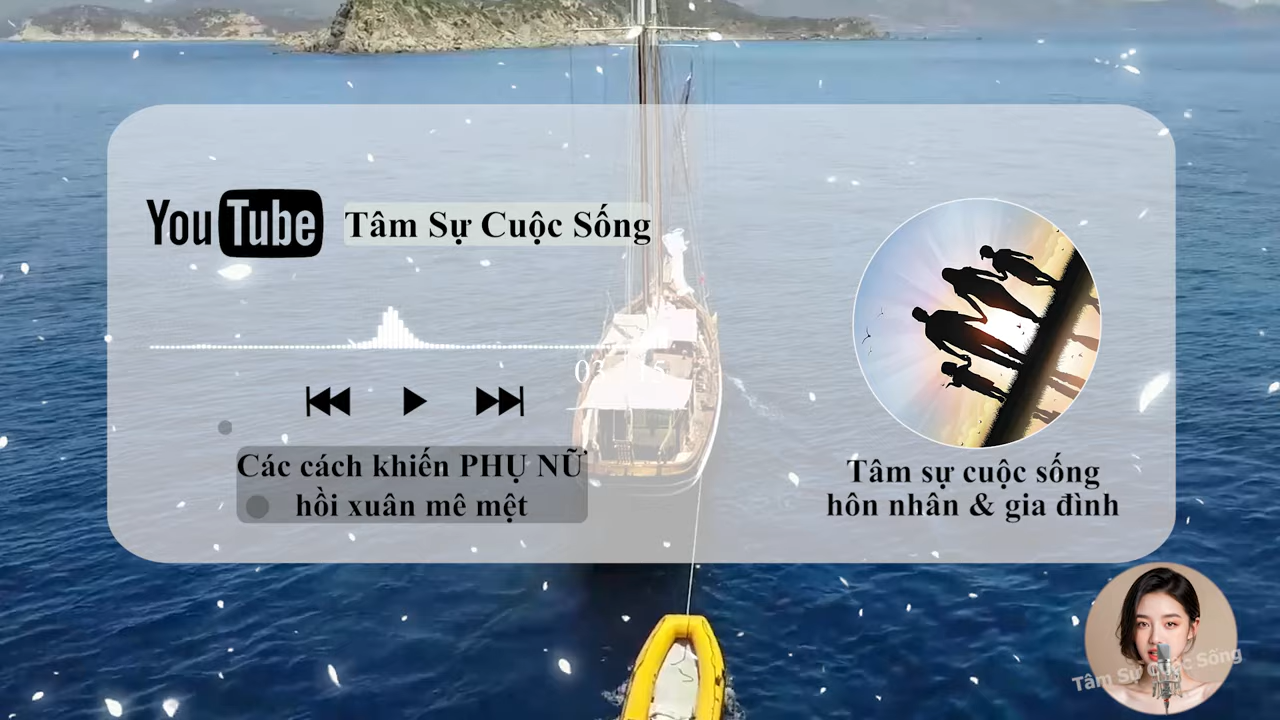 YouTube
Tâm Sự Cuộc Sống
Các cách khiến PHỤ NỮ
hồi xuân mê mệt
Tâm sự cuộc sống
hôn nhân & gia đình
Tâm Sự Cuộc Sống